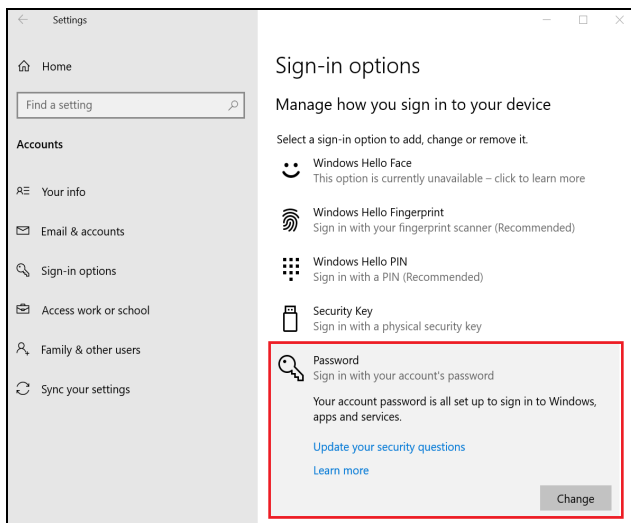 Settings
Home
Find a setting
Accounts
Your info
Email & accounts
Sign-in options
Access work or school
Family & other users
Sync your settings
Sign-in options
Manage how you sign in to your device
Select a sign-in option to add, change or remove it.
Windows Hello Face
This option is currently unavailable – click to learn more
Windows Hello Fingerprint
Sign in with your fingerprint scanner (Recommended)
Windows Hello PIN
Sign in with a PIN (Recommended)
Security Key
Sign in with a physical security key
Password
Sign in with your account's password
Your account password is all set up to sign in to Windows,
apps and services.
Update your security questions
Learn more
Change